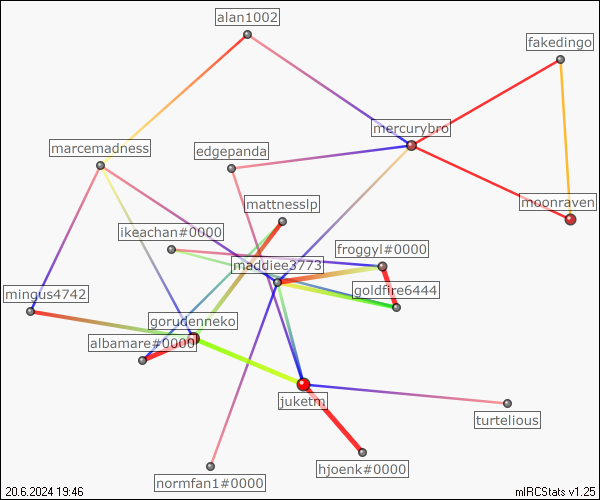 alan1002
fakedingo
mercurybro
marcemadness
edgepanda
moonraven
mattnesslp
ikeachan#0000
froggyl#0000
macdiee3773
goldfire6444
mingus4742
gorudenneko
albamare#0000
juketm
turtelious
hjoenk#0000
normfan1#0000
20.6.2024 19:46
mIRCStats v1.25